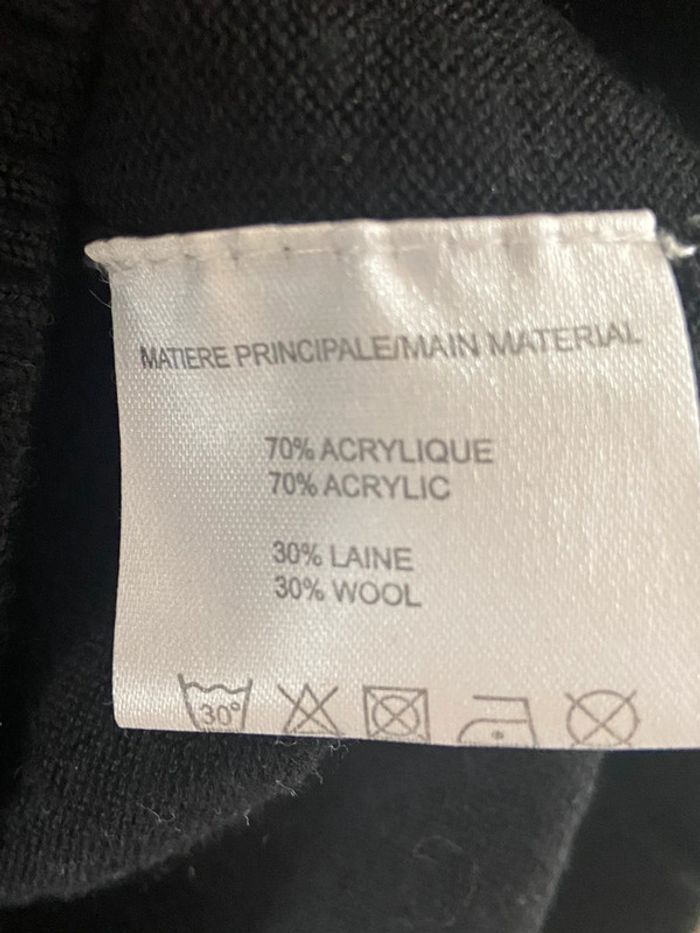 MATIERE PRINCIPALE/MAIN MATERIAL
70% ACRYLIQUE
70% ACRYLIC
30% LAINE
30% WOOL
30°